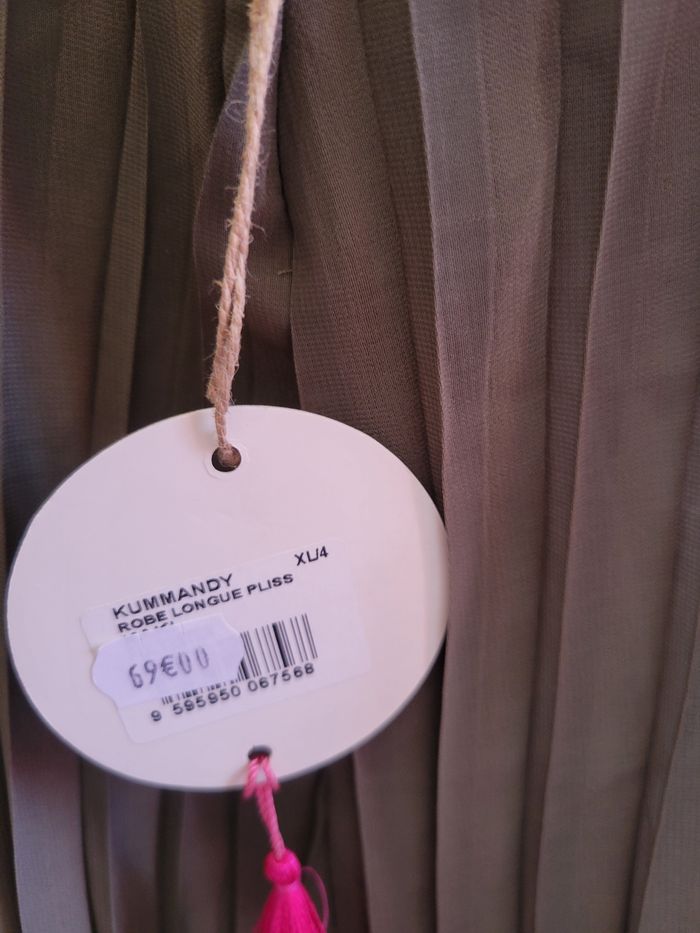 XL/4
KUMMANDY
ROBE LONGUE PLISS
69€00
9 595950 067568